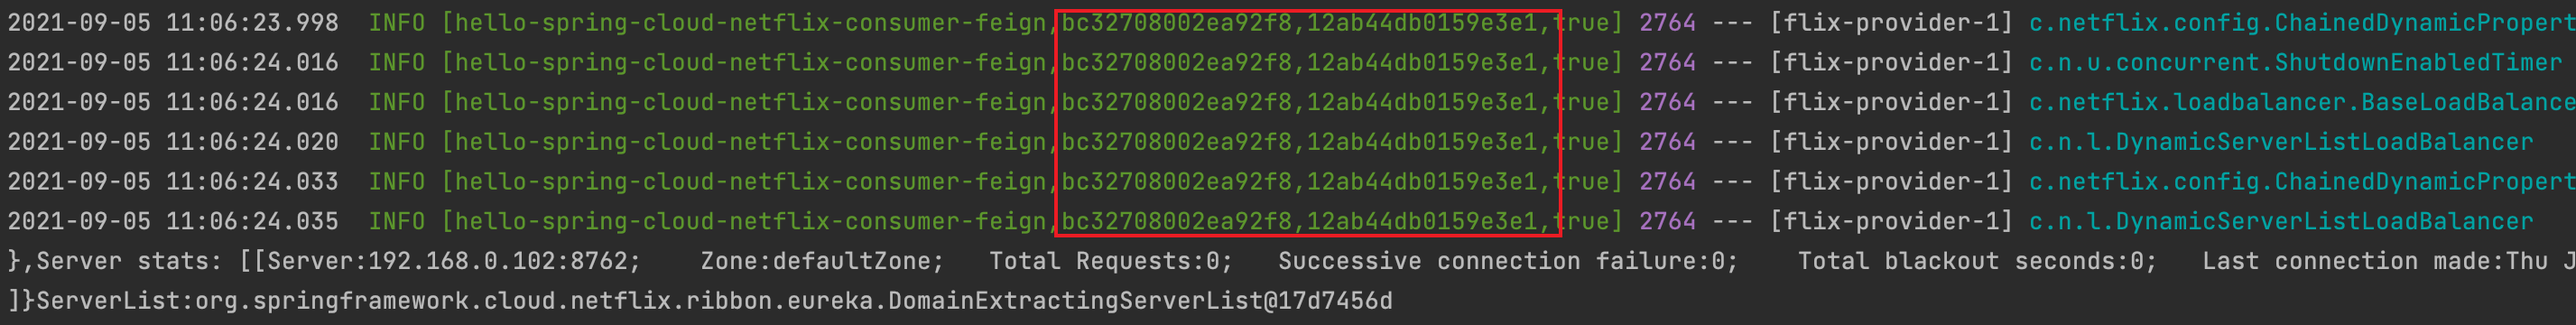 2021-09-05 11:06:23.998  INFO [hello-spring-cloud-netflix-consumer-feign,bc32708002ea92f8,12ab44db0159e3e1,true] 2764 --- [flix-provider-1] c.netflix.config.ChainedDynamicPropert
2021-09-05 11:06:24.016  INFO [hello-spring-cloud-netflix-consumer-feign,bc32708002ea92f8,12ab44db0159e3e1,true] 2764 --- [flix-provider-1] c.n.u.concurrent.ShutdownEnabledTimer
2021-09-05 11:06:24.016  INFO [hello-spring-cloud-netflix-consumer-feign,bc32708002ea92f8,12ab44db0159e3e1,true] 2764 --- [flix-provider-1] c.netflix.loadbalancer.BaseLoadBalance
2021-09-05 11:06:24.020  INFO [hello-spring-cloud-netflix-consumer-feign,bc32708002ea92f8,12ab44db0159e3e1,true] 2764 --- [flix-provider-1] c.n.l.DynamicServerListLoadBalancer
2021-09-05 11:06:24.033  INFO [hello-spring-cloud-netflix-consumer-feign,bc32708002ea92f8,12ab44db0159e3e1,true] 2764 --- [flix-provider-1] c.netflix.config.ChainedDynamicPropert
2021-09-05 11:06:24.035  INFO [hello-spring-cloud-netflix-consumer-feign,bc32708002ea92f8,12ab44db0159e3e1,true] 2764 --- [flix-provider-1] c.n.l.DynamicServerListLoadBalancer
},Server stats: [[Server:192.168.0.102:8762;    Zone:defaultZone;   Total Requests:0;   Successive connection failure:0;    Total blackout seconds:0;   Last connection made:Thu J
]}ServerList:org.springframework.cloud.netflix.ribbon.eureka.DomainExtractingServerList@17d7456d